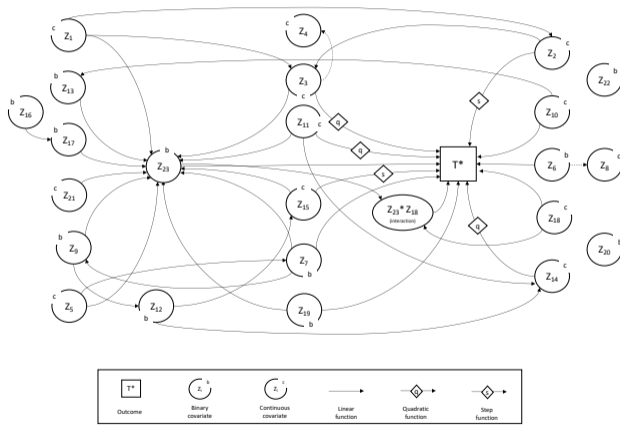 c Z1
c Z4
Z2 c
b Z13
Z3 c
Z22 b
b Z16
q
s
Z11 c
Z10 c
b Z17
q
b Z23
s
T*
Z6 b
Z8 c
c Z21
Z15 c
Z23* Z18
(interaction)
Z18 c
q
b Z9
Z7 b
Z20 b
Z14 c
c Z5
b Z12
Z19 b
T*
Zi b
Zi c
q
s
Outcome
Binary
covariate
Continuous
covariate
Linear
function
Quadratic
function
Step
function